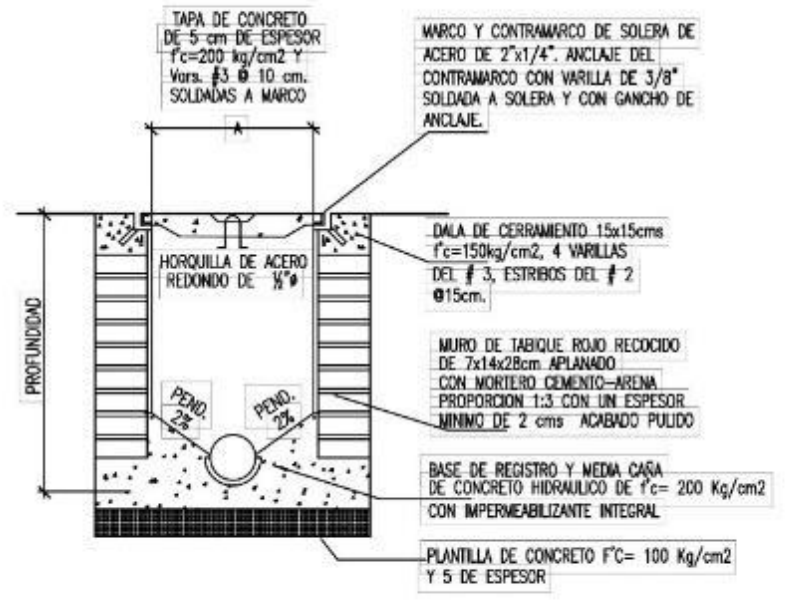 TAPA DE CONCRETO
DE 5 cm DE ESPESOR
f'c=200 kg/cm2 Y
Vars. #3 @ 10 cm.
SOLDADAS A MARCO
A
MARCO Y CONTRAMARCO DE SOLERA DE
ACERO DE 2"x1/4". ANCLAJE DEL
CONTRAMARCO CON VARILLA DE 3/8"
SOLDADA A SOLERA Y CON GANCHO DE
ANCLAJE.
HORQUILLA DE ACERO
REDONDO DE ½"ø
DALA DE CERRAMIENTO 15x15cms
f'c=150kg/cm2, 4 VARILLAS
DEL # 3, ESTRIBOS DEL # 2
@15cm.
PROFUNDIDAD
MURO DE TABIQUE ROJO RECOCIDO
DE 7x14x28cm APLANADO
CON MORTERO CEMENTO-ARENA
PROPORCION 1:3 CON UN ESPESOR
MINIMO DE 2 cms ACABADO PULIDO
PEND.
2%
PEND.
2%
BASE DE REGISTRO Y MEDIA CAÑA
DE CONCRETO HIDRAULICO DE f'c= 200 Kg/cm2
CON IMPERMEABILIZANTE INTEGRAL
PLANTILLA DE CONCRETO F'C= 100 Kg/cm2
Y 5 DE ESPESOR